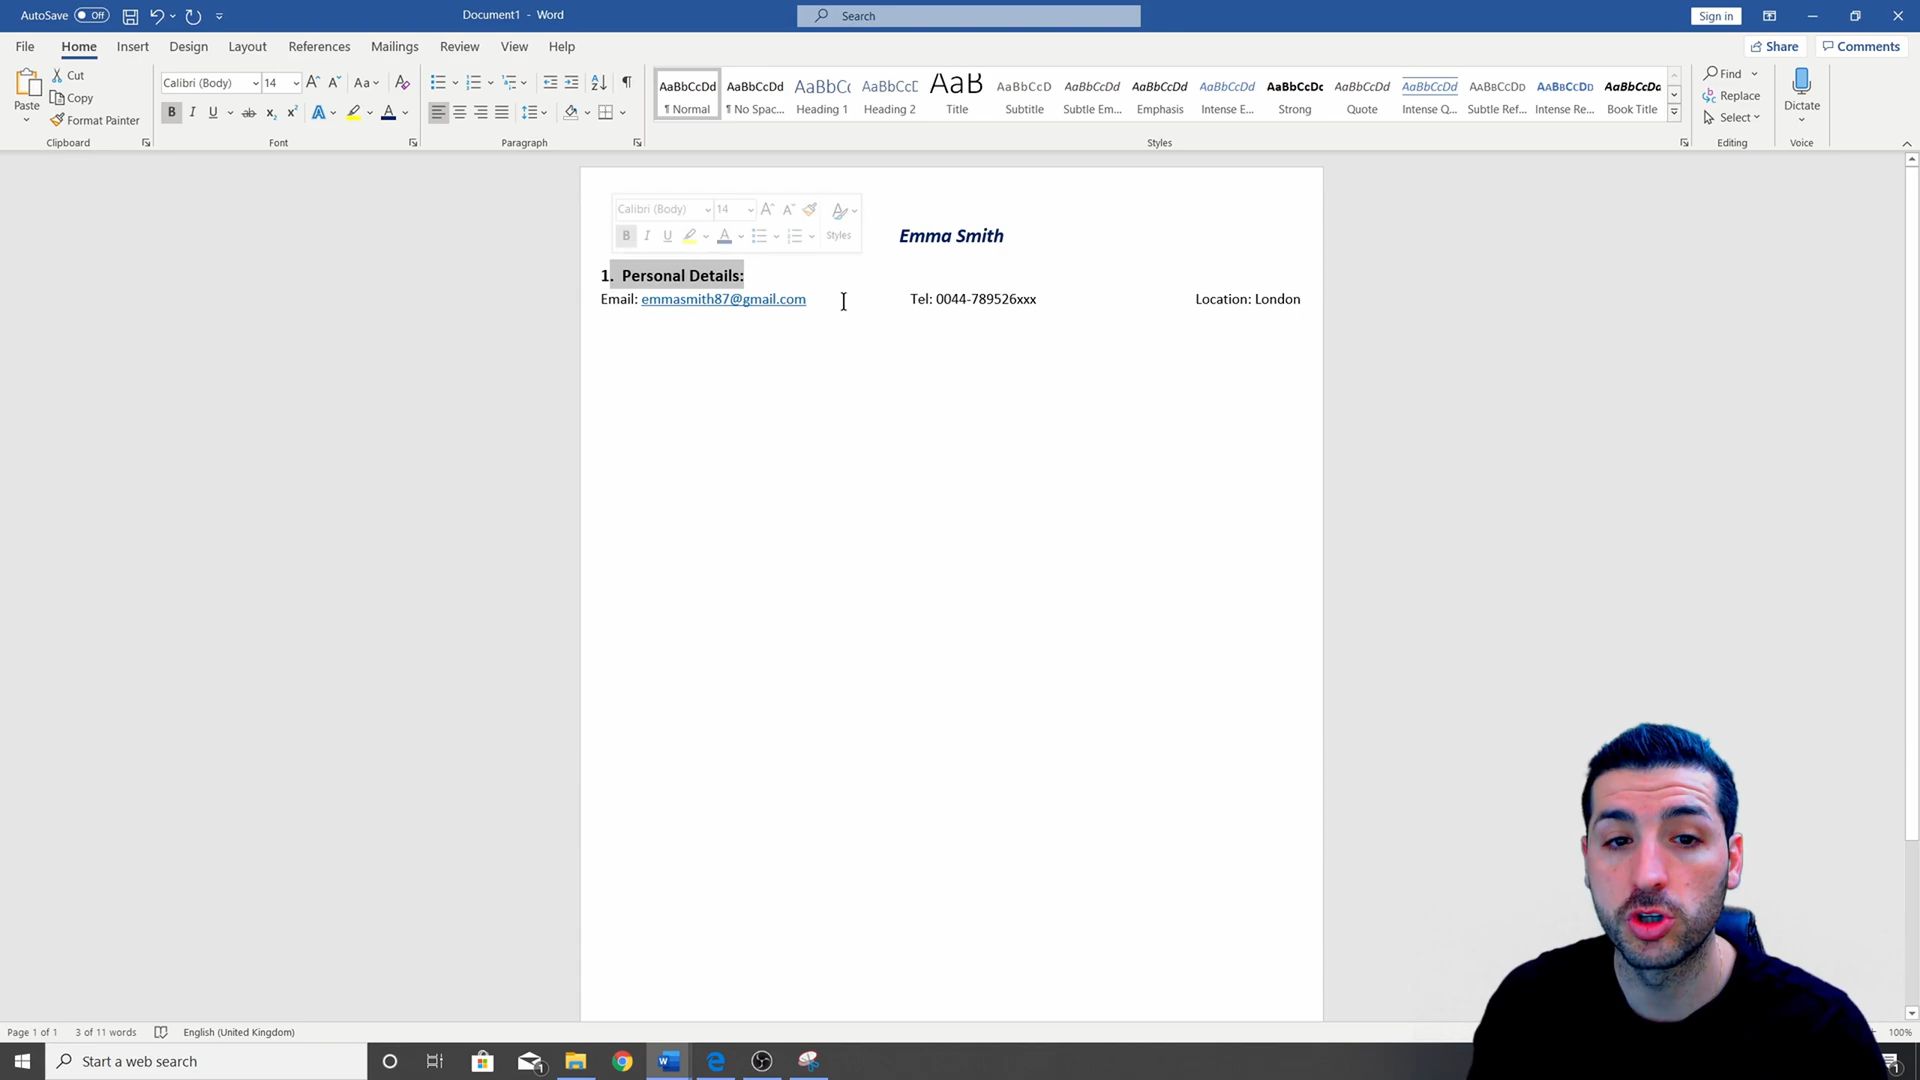 AutoSave Off Document1 - Word Search Sign in
File Home Insert Design Layout References Mailings Review View Help Share Comments
Paste Cut Copy Format Painter
Clipboard
Calibri (Body) 14 Aa
Font
Paragraph
AaBbCcDd AaBbCcDd AaBbCc AaBbCcD AaB AaBbCcD AaBbCcDd AaBbCcDd AaBbCcDd AaBbCcDc AaBbCcDd AaBbCcDd AABBCCDD AABBCCDD AaBbCcDd
¶ Normal ¶ No Spac... Heading 1 Heading 2 Title Subtitle Subtle Em... Emphasis Intense E... Strong Quote Intense Q... Subtle Ref... Intense Re... Book Title
Styles
Find
Replace
Select
Editing
Dictate
Voice
Calibri (Body) 14
B I U A Styles
Emma Smith
1. Personal Details:
Email: emmasmith87@gmail.com Tel: 0044-789526xxx Location: London
Page 1 of 1 3 of 11 words English (United Kingdom) 100%
Start a web search